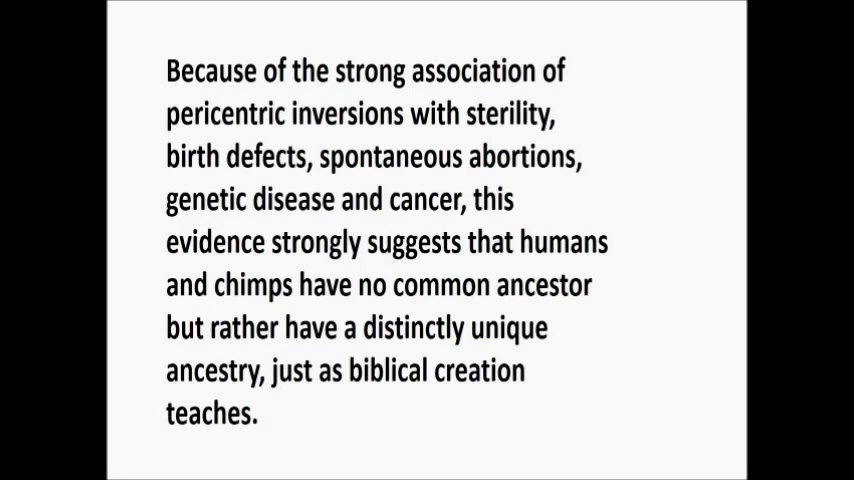 Because of the strong association of
pericentric inversions with sterility,
birth defects, spontaneous abortions,
genetic disease and cancer, this
evidence strongly suggests that humans
and chimps have no common ancestor
but rather have a distinctly unique
ancestry, just as biblical creation
teaches.